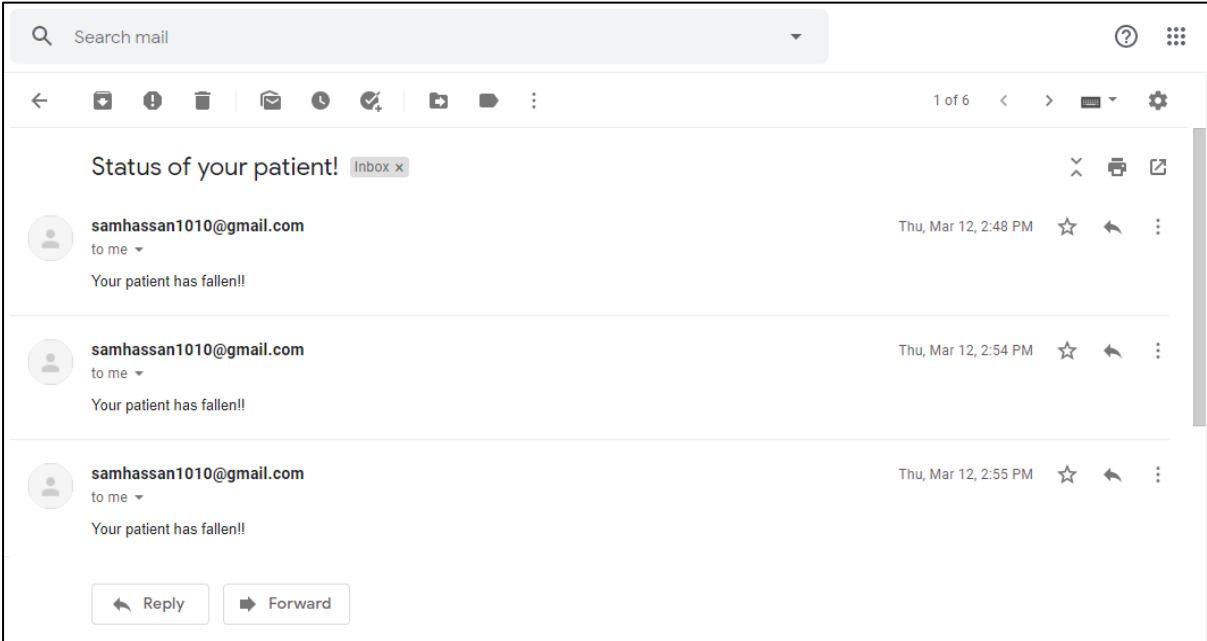 Search mail
1 of 6
Status of your patient! Inbox x
samhassan1010@gmail.com Thu, Mar 12, 2:48 PM
to me
Your patient has fallen!!
samhassan1010@gmail.com Thu, Mar 12, 2:54 PM
to me
Your patient has fallen!!
samhassan1010@gmail.com Thu, Mar 12, 2:55 PM
to me
Your patient has fallen!!
Reply Forward